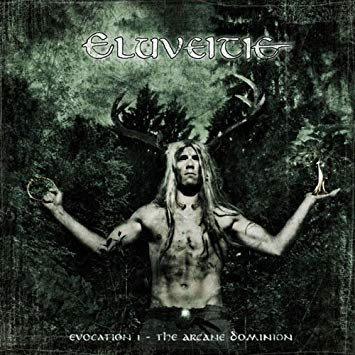 ELUVEITIE
EVOCATION I - THE ARCANE DOMINION